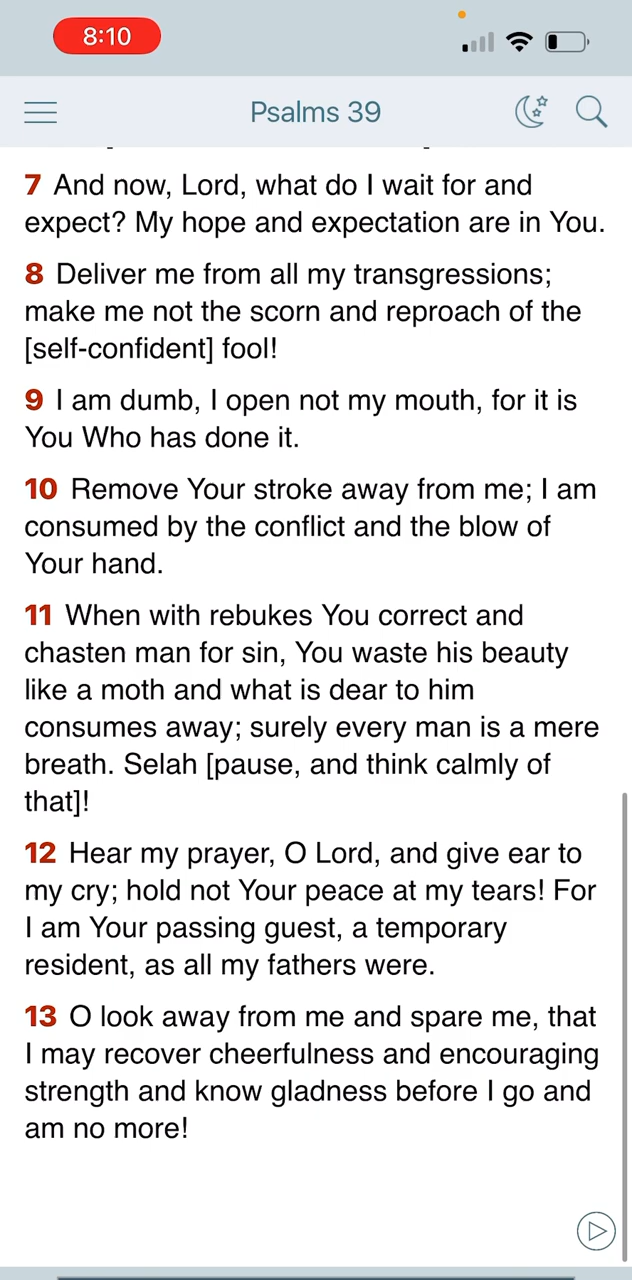 8:10
Psalms 39
7 And now, Lord, what do I wait for and
expect? My hope and expectation are in You.
8 Deliver me from all my transgressions;
make me not the scorn and reproach of the
[self-confident] fool!
9 I am dumb, I open not my mouth, for it is
You Who has done it.
10 Remove Your stroke away from me; I am
consumed by the conflict and the blow of
Your hand.
11 When with rebukes You correct and
chasten man for sin, You waste his beauty
like a moth and what is dear to him
consumes away; surely every man is a mere
breath. Selah [pause, and think calmly of
that]!
12 Hear my prayer, O Lord, and give ear to
my cry; hold not Your peace at my tears! For
I am Your passing guest, a temporary
resident, as all my fathers were.
13 O look away from me and spare me, that
I may recover cheerfulness and encouraging
strength and know gladness before I go and
am no more!